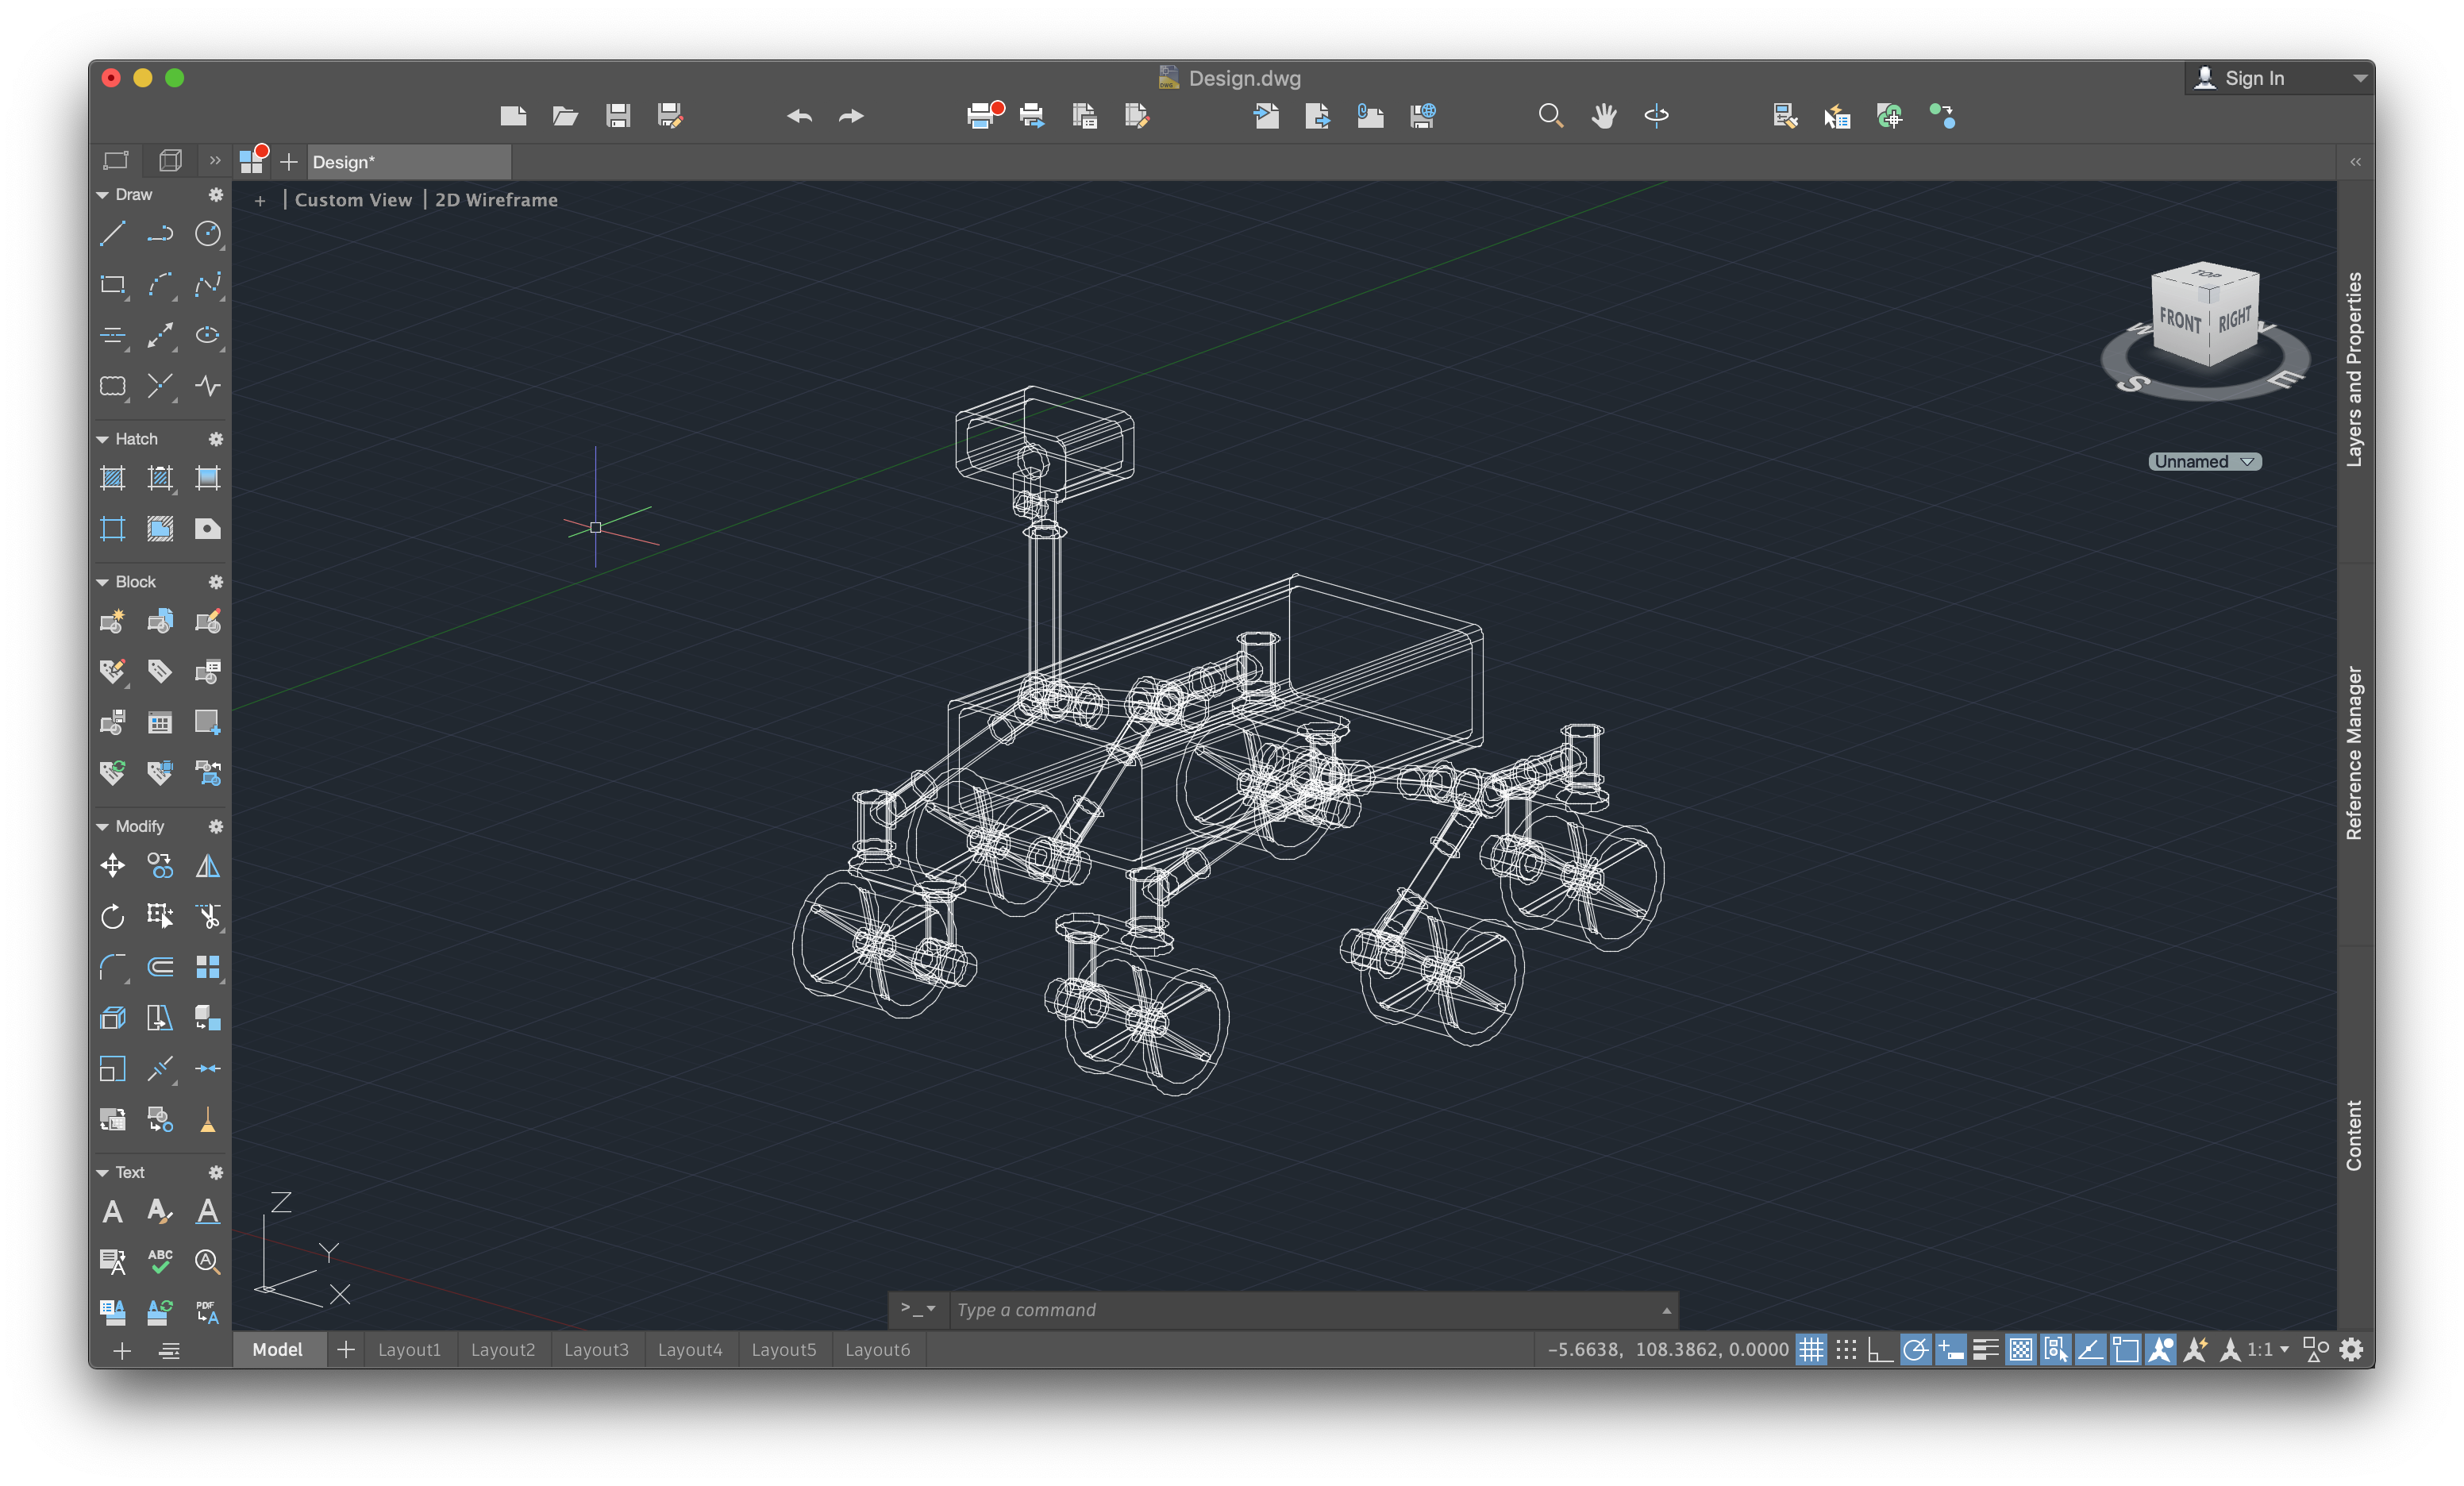 Design.dwg
Sign In
Design*
+ | Custom View | 2D Wireframe
Draw
Hatch
Block
Modify
Text
ABC
PDF
TOP
FRONT
RIGHT
W
N
S
E
Unnamed
Layers and Properties
Reference Manager
Content
Z
Y
X
>_
Type a command
Model
Layout1
Layout2
Layout3
Layout4
Layout5
Layout6
-5.6638, 108.3862, 0.0000
1:1